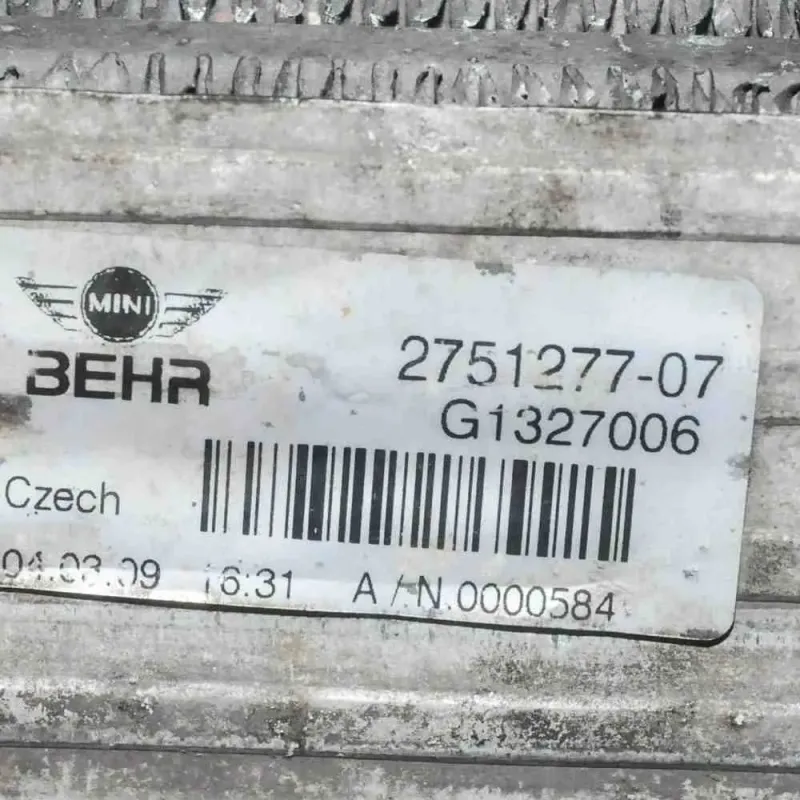 MINI
BEHR
2751277-07
G1327006
Czech
04.03.09 16:31 A/N.0000584